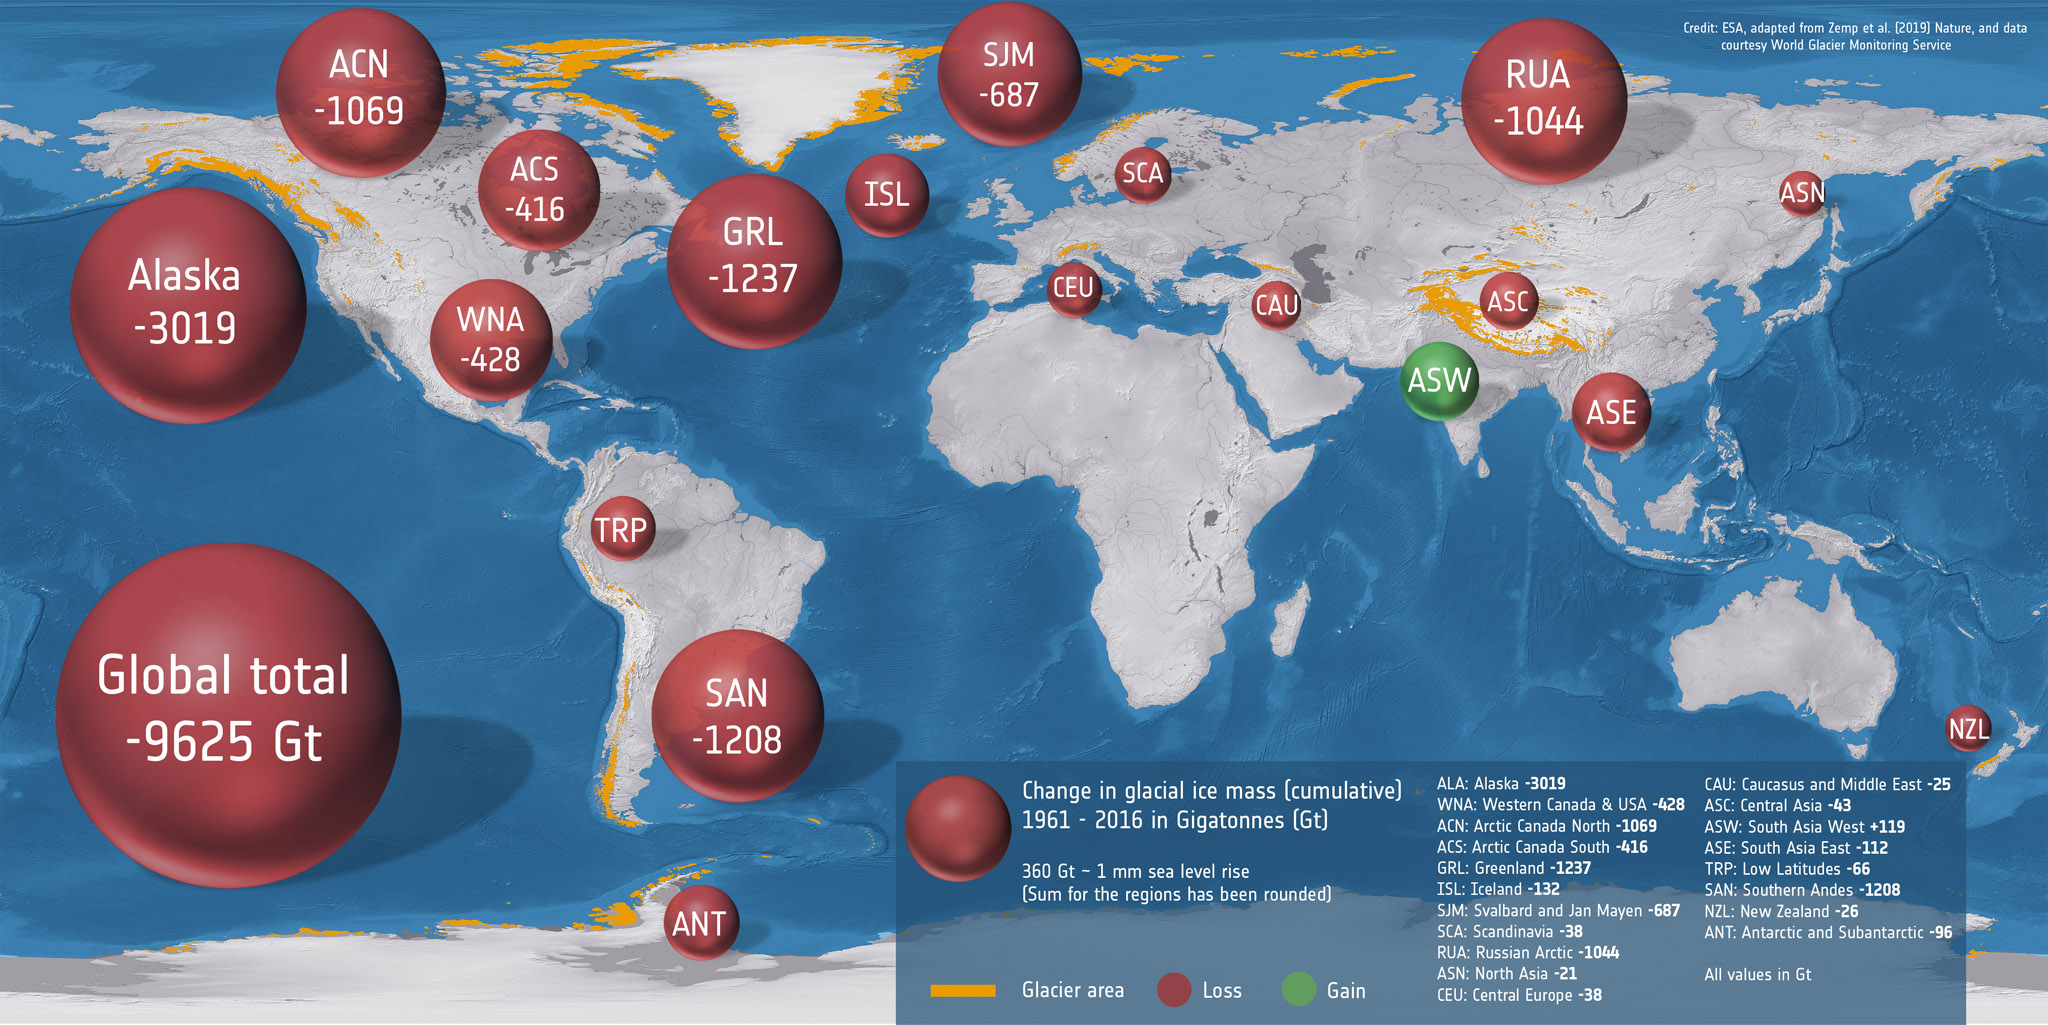 Credit: ESA, adapted from Zemp et al. (2019) Nature, and data
courtesy World Glacier Monitoring Service
ACN
-1069
SJM
-687
RUA
-1044
ACS
-416
ISL
SCA
ASN
Alaska
-3019
GRL
-1237
WNA
-428
CEU
CAU
ASC
ASW
ASE
TRP
Global total
-9625 Gt
SAN
-1208
NZL
ANT
Change in glacial ice mass (cumulative)
1961 - 2016 in Gigatonnes (Gt)
360 Gt ~ 1 mm sea level rise
(Sum for the regions has been rounded)
Glacier area
Loss
Gain
ALA: Alaska -3019
WNA: Western Canada & USA -428
ACN: Arctic Canada North -1069
ACS: Arctic Canada South -416
GRL: Greenland -1237
ISL: Iceland -132
SJM: Svalbard and Jan Mayen -687
SCA: Scandinavia -38
RUA: Russian Arctic -1044
ASN: North Asia -21
CEU: Central Europe -38
CAU: Caucasus and Middle East -25
ASC: Central Asia -43
ASW: South Asia West +119
ASE: South Asia East -112
TRP: Low Latitudes -66
SAN: Southern Andes -1208
NZL: New Zealand -26
ANT: Antarctic and Subantarctic -96
All values in Gt